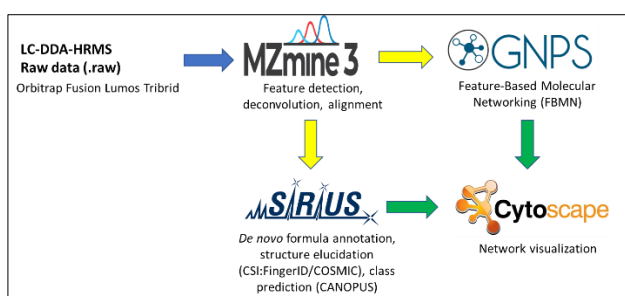 LC-DDA-HRMS
Raw data (.raw)
Orbitrap Fusion Lumos Tribrid
MZmine 3
Feature detection,
deconvolution, alignment
GNPS
Feature-Based Molecular
Networking (FBMN)
SIRIUS
De novo formula annotation,
structure elucidation
(CSI:FingerID/COSMIC), class
prediction (CANOPUS)
Cytoscape
Network visualization